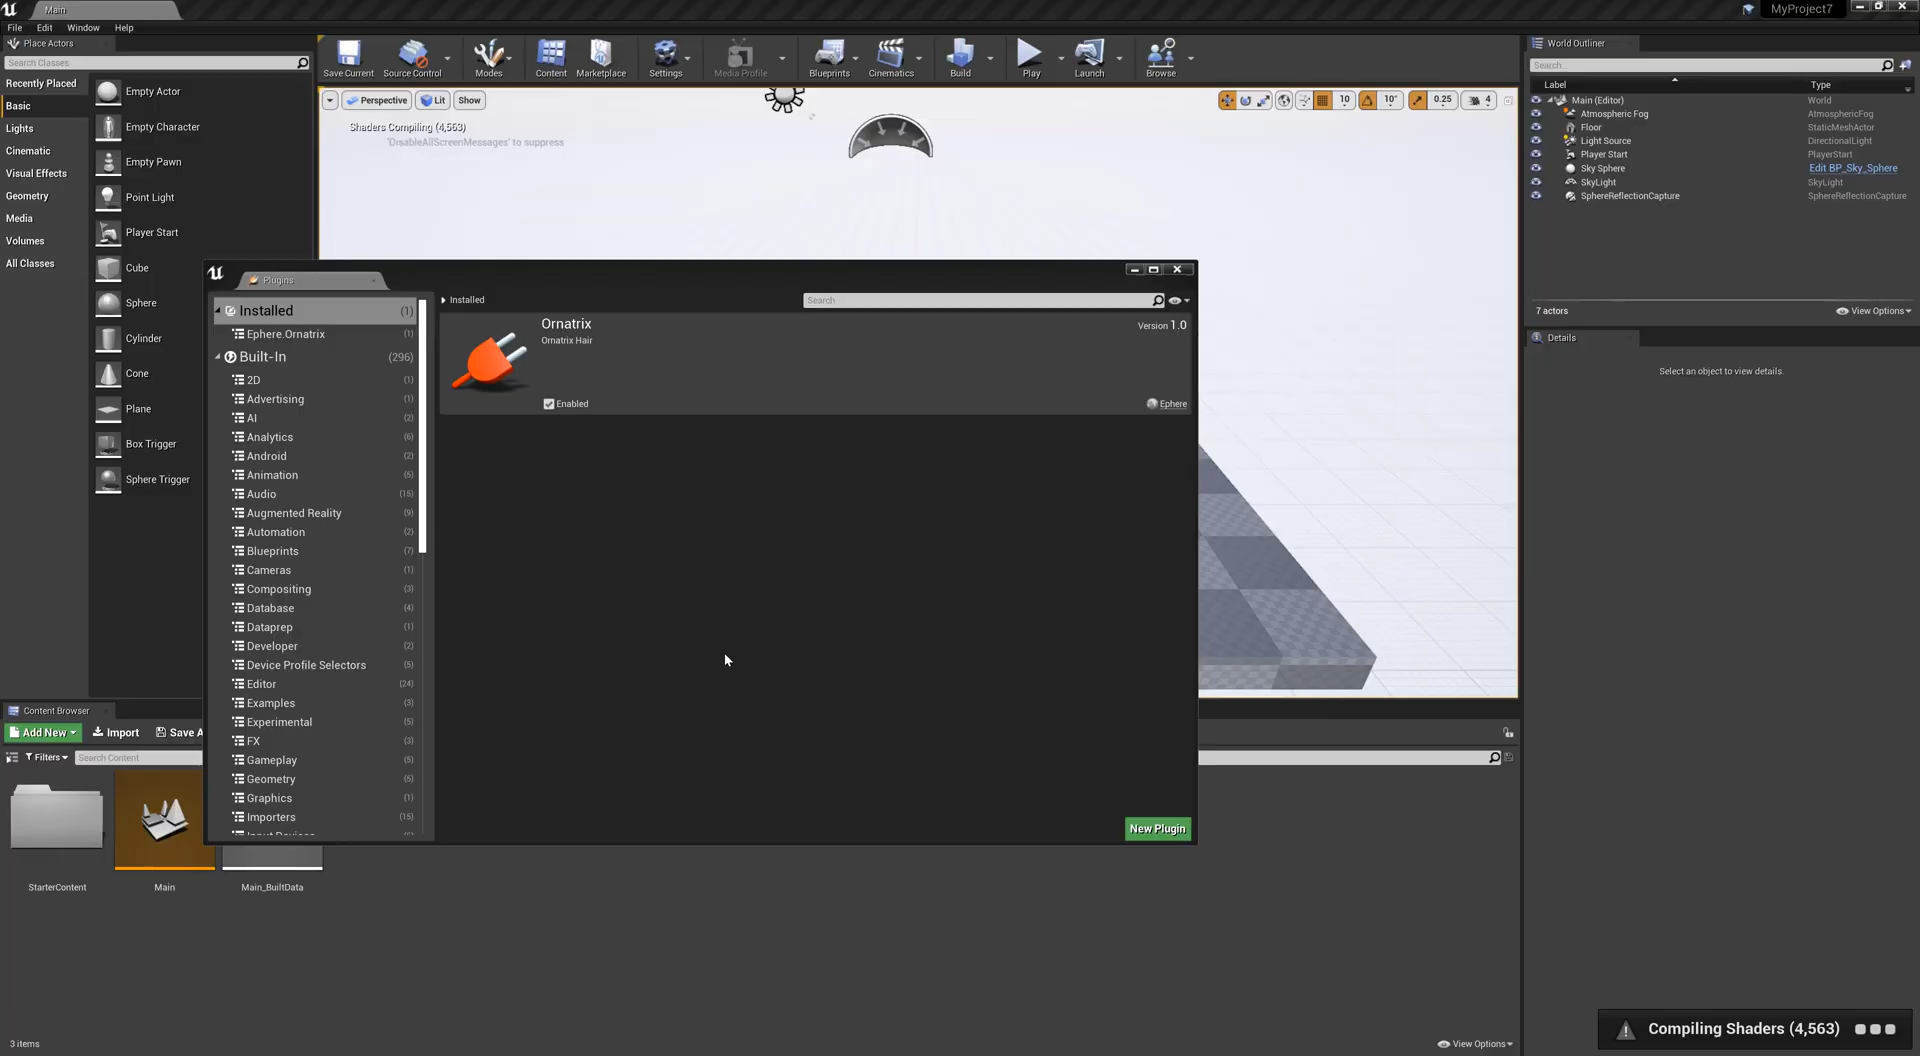 Main
MyProject7
File Edit Window Help
Place Actors
Search Classes
Recently Placed
Basic
Lights
Cinematic
Visual Effects
Geometry
Media
Volumes
All Classes
Empty Actor
Empty Character
Empty Pawn
Point Light
Player Start
Cube
Sphere
Cylinder
Cone
Plane
Box Trigger
Sphere Trigger
Save Current Source Control Modes Content Marketplace Settings Media Profile Blueprints Cinematics Build Play Launch Browse
Perspective Lit Show
10 10° 0.25 4
Shaders Compiling (4,563)
'DisableAllScreenMessages' to suppress
Plugins
Installed (1)
Ephere.Ornatrix (1)
Built-In (296)
2D (1)
Advertising (1)
AI (2)
Analytics (6)
Android (2)
Animation (5)
Audio (15)
Augmented Reality (9)
Automation (2)
Blueprints (7)
Cameras (1)
Compositing (3)
Database (4)
Dataprep (1)
Developer (2)
Device Profile Selectors (5)
Editor (24)
Examples (3)
Experimental (5)
FX (3)
Gameplay (5)
Geometry (5)
Graphics (1)
Importers (15)
Installed
Search
Ornatrix
Version 1.0
Ornatrix Hair
Enabled
Ephere
New Plugin
World Outliner
Search...
Label Type
Main (Editor) World
Atmospheric Fog AtmosphericFog
Floor StaticMeshActor
Light Source DirectionalLight
Player Start PlayerStart
Sky Sphere Edit BP_Sky_Sphere
SkyLight SkyLight
SphereReflectionCapture SphereReflectionCapture
7 actors
View Options
Details
Select an object to view details.
Content Browser
Add New Import Save A
Filters Search Content
StarterContent
Main
Main_BuiltData
3 items
View Options
Compiling Shaders (4,563)